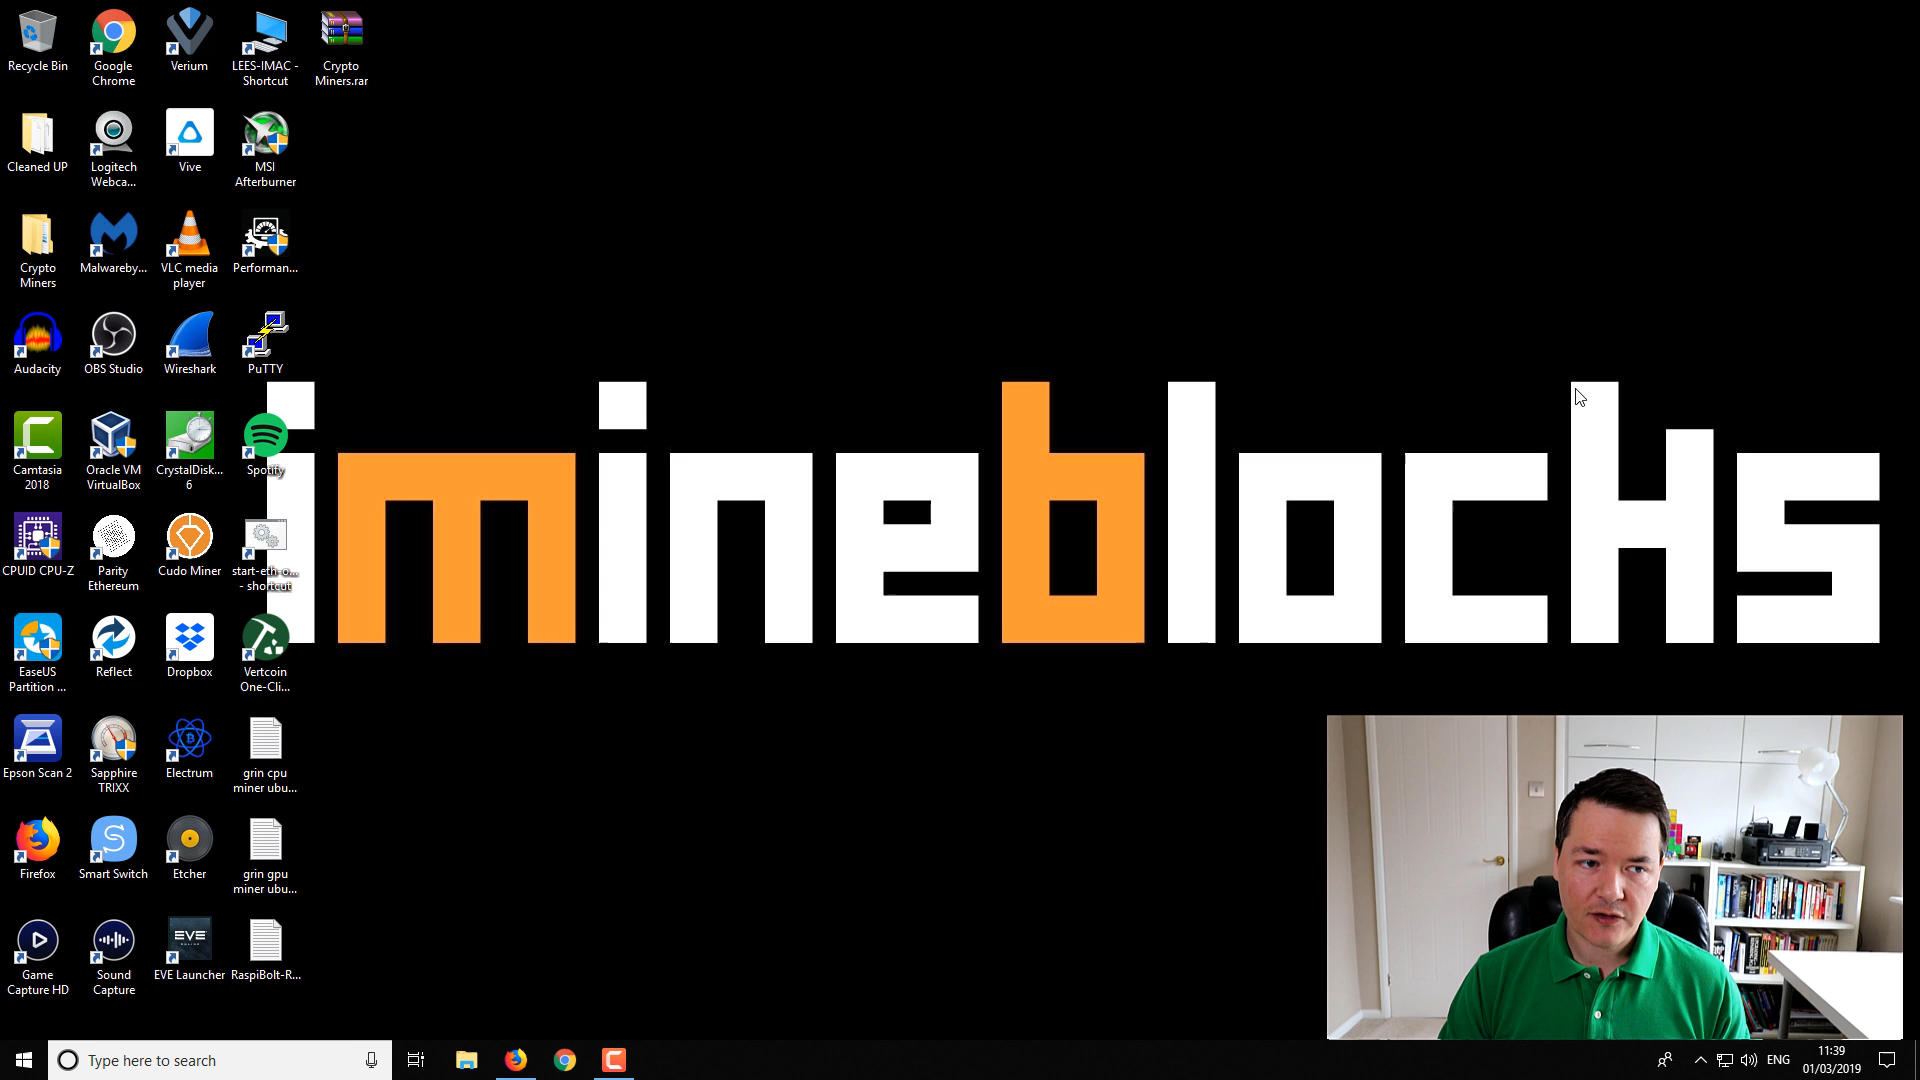 Recycle Bin
Google
Chrome
Verium
LEES-IMAC -
Shortcut
Crypto
Miners.rar
Cleaned UP
Logitech
Webca...
Vive
MSI
Afterburner
Crypto
Miners
Malwareby...
VLC media
player
Performan...
Audacity
OBS Studio
Wireshark
PuTTY
Camtasia
2018
Oracle VM
VirtualBox
CrystalDisk...
6
Spotify
imineblocks
CPUID CPU-Z
Parity
Ethereum
Cudo Miner
start-eth-o...
- shortcut
EaseUS
Partition ...
Reflect
Dropbox
Vertcoin
One-Cli...
Epson Scan 2
Sapphire
TRIXX
Electrum
grin cpu
miner ubu...
Firefox
Smart Switch
Etcher
grin gpu
miner ubu...
EVE
Game
Capture HD
Sound
Capture
EVE Launcher
RaspiBolt-R...
Type here to search
ENG
11:39
01/03/2019